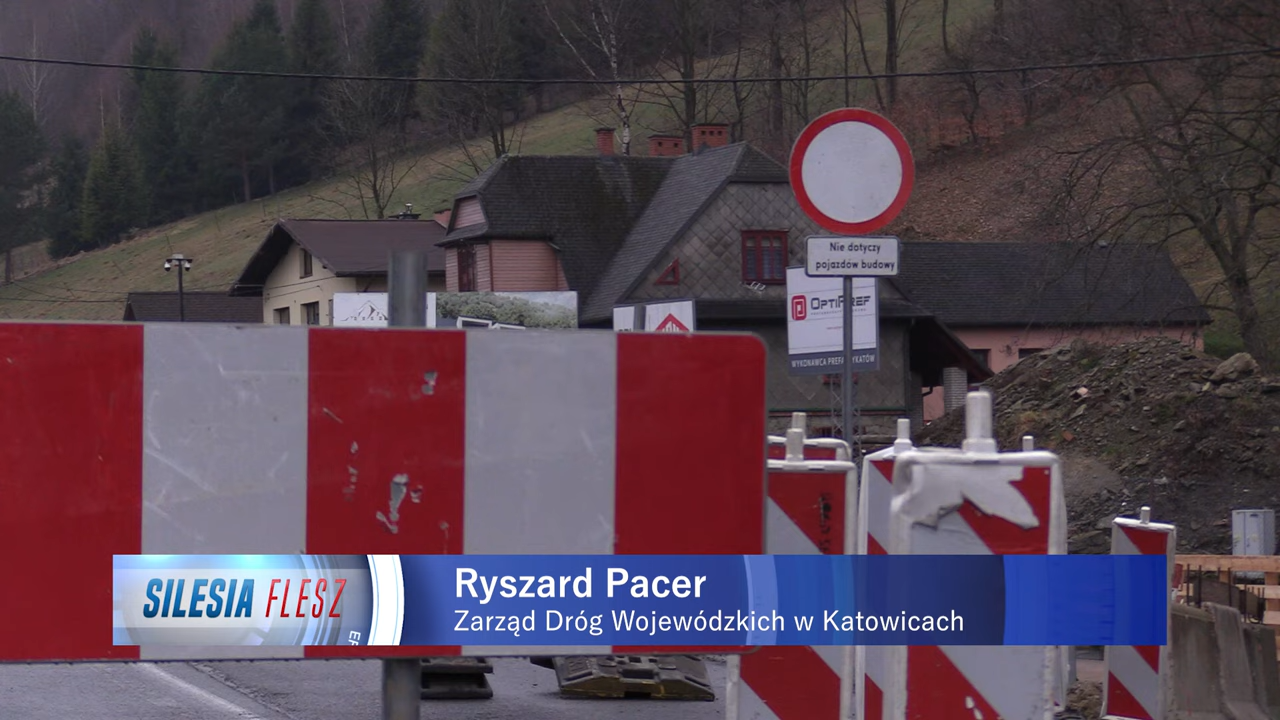 Nie dotyczy
pojazdów budowy
OPTIPREF
WYKONAWCA PREFABRYKATÓW
SILESIA FLESZ
Ryszard Pacer
Zarząd Dróg Wojewódzkich w Katowicach